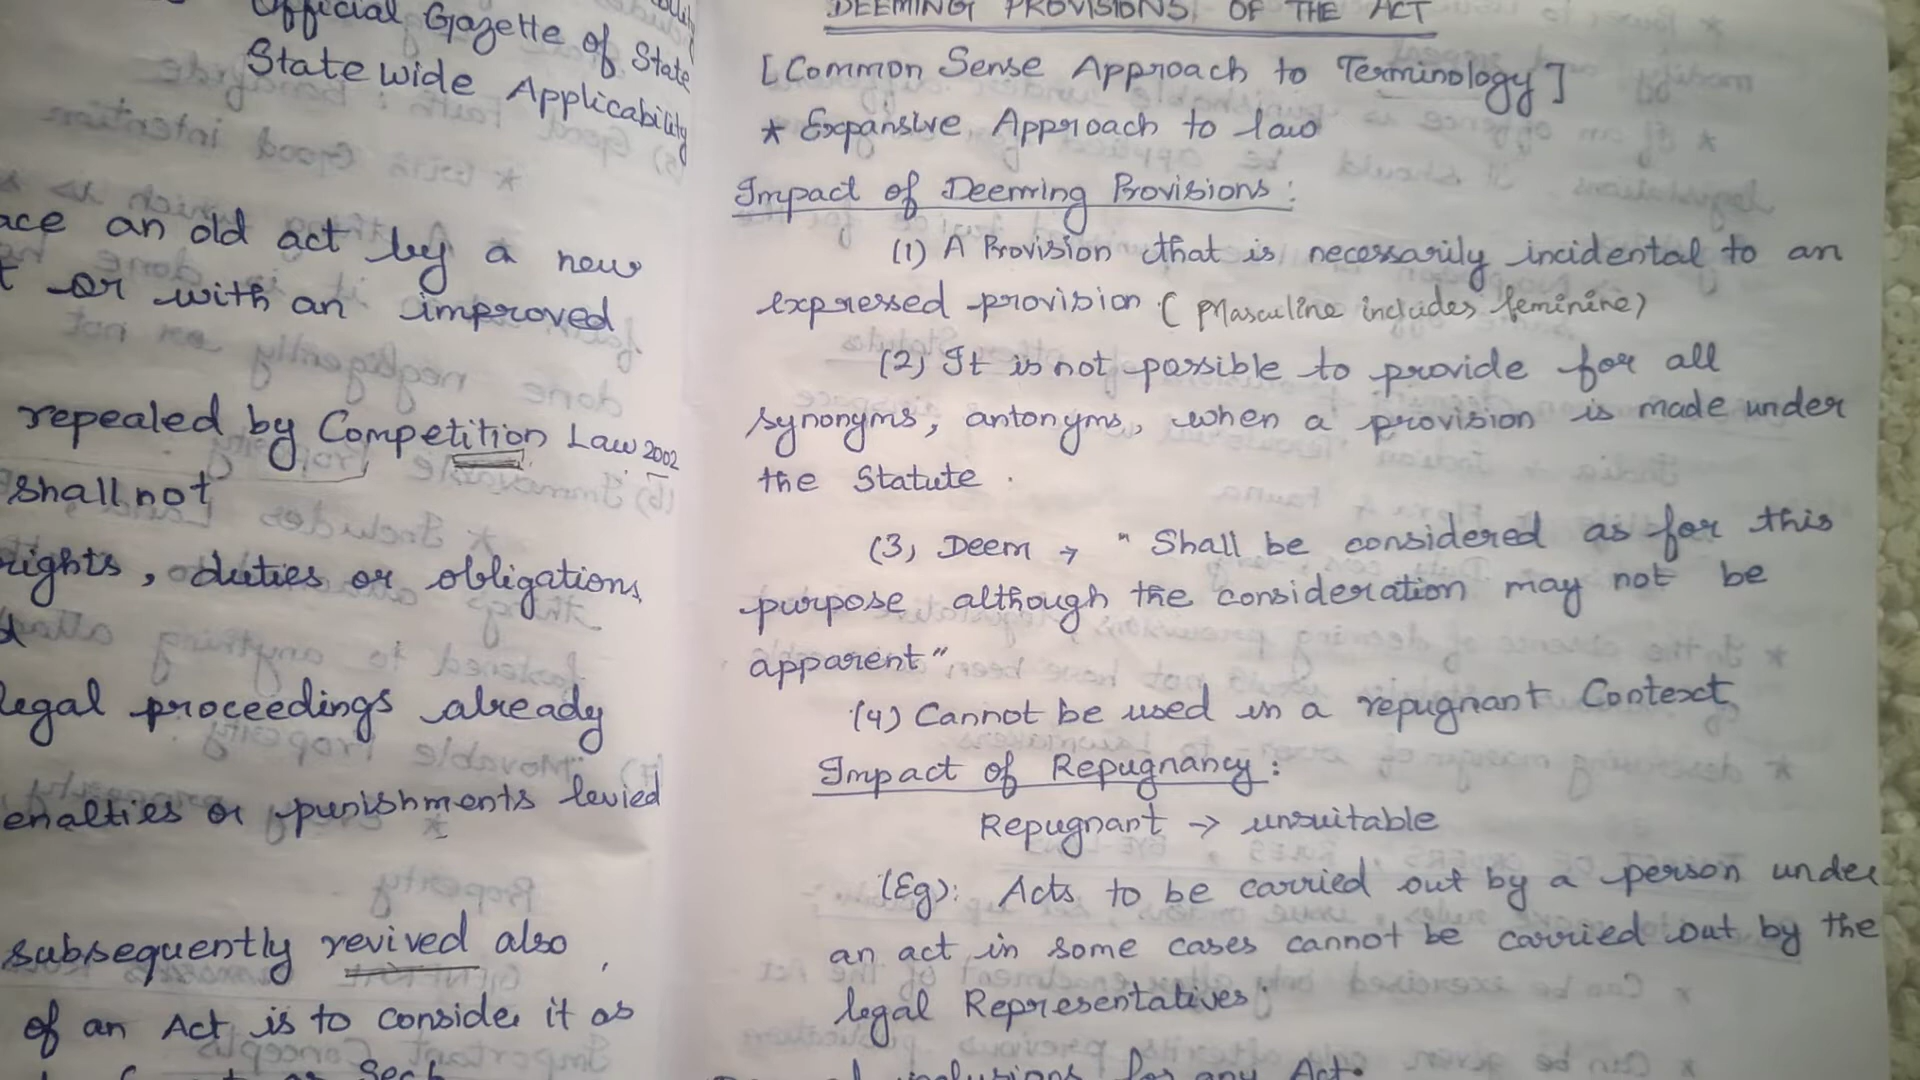 Official Gazette of State
State wide Applicability
ace an old act by a new
t or with an improved
repealed by Competition Law 2002
shall not
rights, duties or obligations
legal proceedings already
enalties or punishments levied
subsequently revived also
of an Act is to consider it as
or Sect
DEEMING PROVISIONS OF THE ACT
[Common Sense Approach to Terminology]
* Expansive Approach to law
Impact of Deeming Provisions:
(1) A Provision that is necessarily incidental to an
expressed provision (Masculine includes feminine)
(2) It is not possible to provide for all
synonyms, antonyms, when a provision is made under
the Statute.
(3) Deem → "Shall be considered as for this
purpose although the consideration may not be
apparent"
(4) Cannot be used in a repugnant Context
Impact of Repugnancy:
Repugnant → unsuitable
(Eg): Acts to be carried out by a person under
an act in some cases cannot be carried out by the
legal Representatives.
inclusions for any Act.